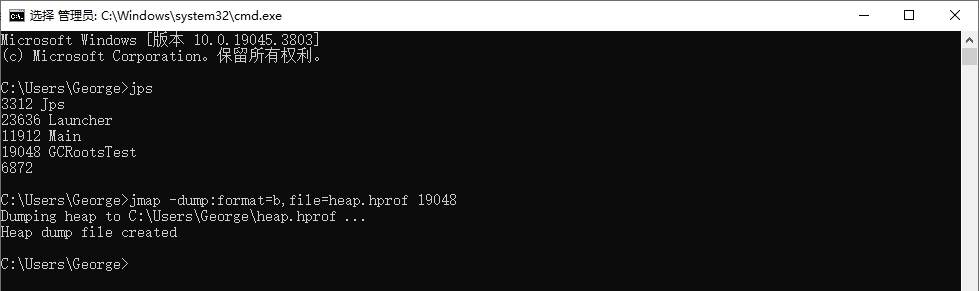 选择 管理员: C:\Windows\system32\cmd.exe
Microsoft Windows [版本 10.0.19045.3803]
(c) Microsoft Corporation。保留所有权利。
C:\Users\George>jps
3312 Jps
23636 Launcher
11912 Main
19048 GCRootsTest
6872
C:\Users\George>jmap -dump:format=b,file=heap.hprof 19048
Dumping heap to C:\Users\George\heap.hprof ...
Heap dump file created
C:\Users\George>